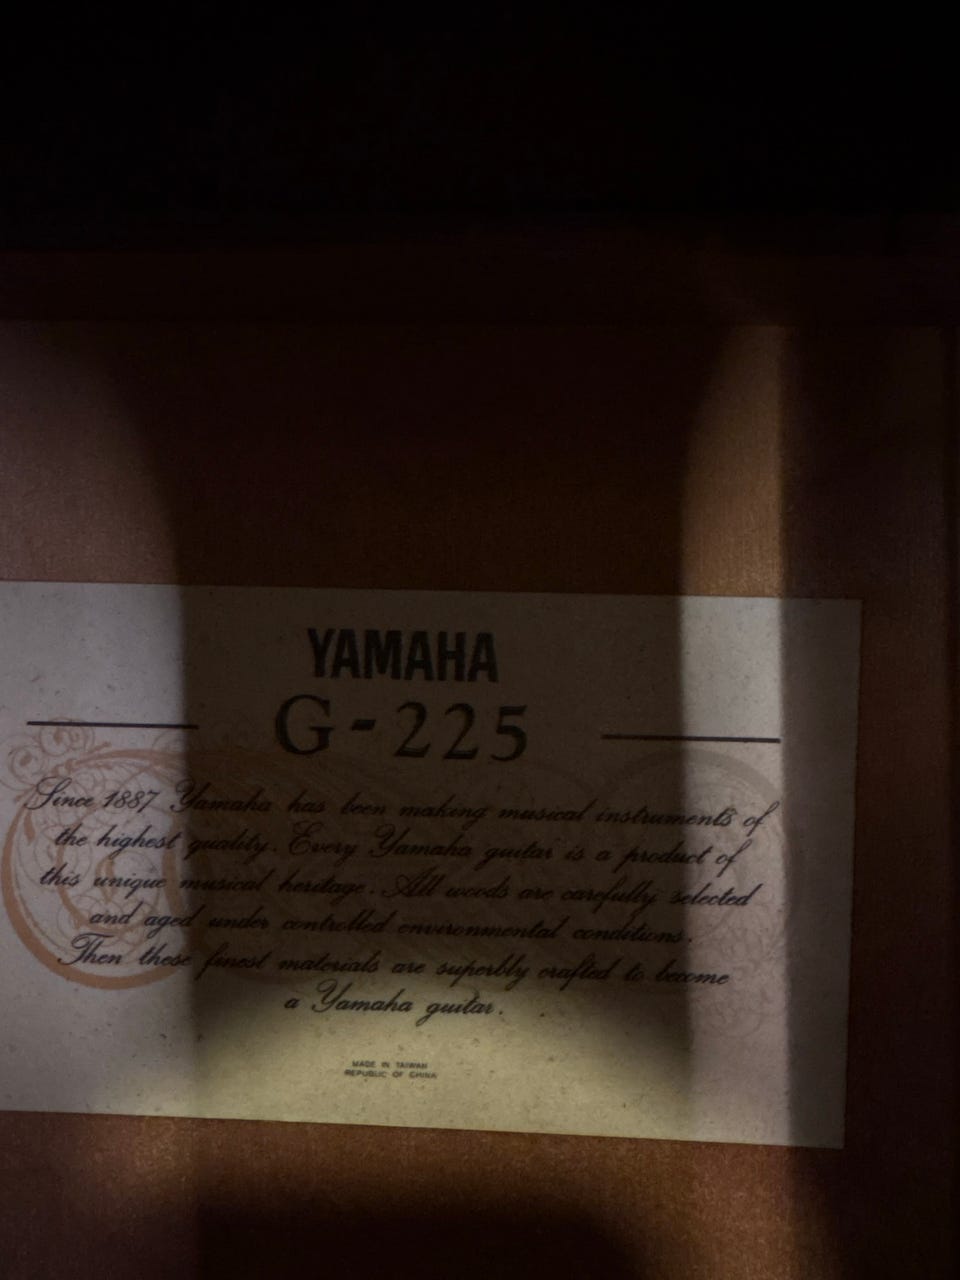 YAMAHA
G-225
Since 1887 Yamaha has been making musical instruments of
the highest quality. Every Yamaha guitar is a product of
this unique musical heritage. All woods are carefully selected
and aged under controlled environmental conditions.
Then these finest materials are superbly crafted to become
a Yamaha guitar.
MADE IN TAIWAN
REPUBLIC OF CHINA